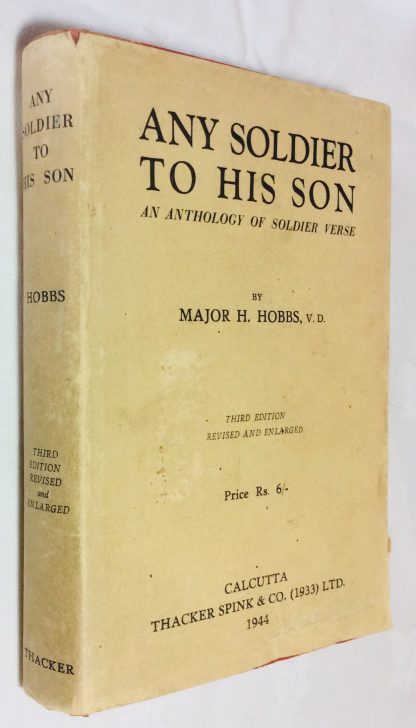 ANY
SOLDIER
TO
HIS SON
HOBBS
THIRD
EDITION
REVISED
and
ENLARGED
THACKER
ANY SOLDIER
TO HIS SON
AN ANTHOLOGY OF SOLDIER VERSE
BY
MAJOR H. HOBBS, V.D.
THIRD EDITION
REVISED AND ENLARGED
Price Rs. 6/-
CALCUTTA
THACKER SPINK & CO. (1933) LTD.
1944